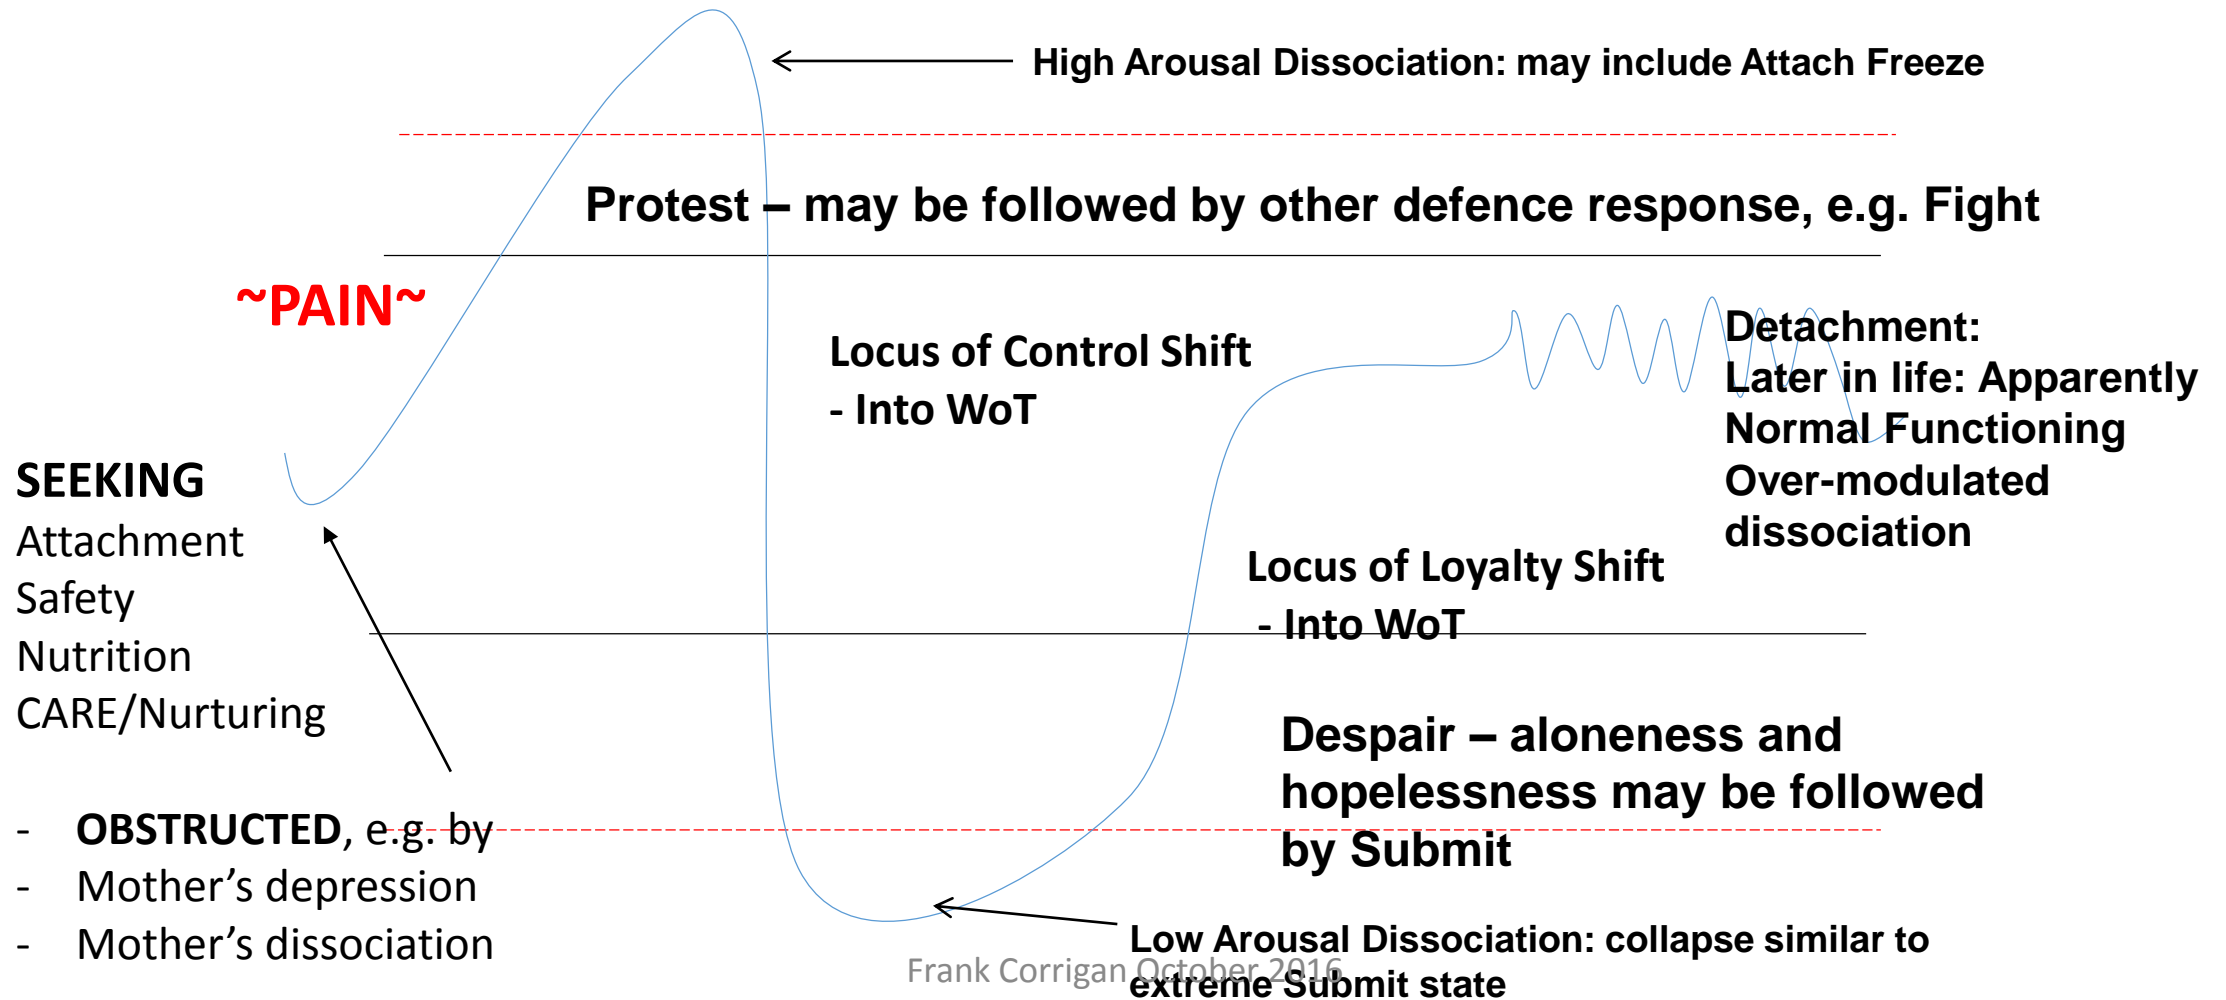 High Arousal Dissociation: may include Attach Freeze
Protest – may be followed by other defence response, e.g. Fight
~PAIN~
Locus of Control Shift
- Into WoT
Detachment:
Later in life: Apparently
Normal Functioning
Over-modulated
dissociation
SEEKING
Attachment
Safety
Nutrition
CARE/Nurturing
Locus of Loyalty Shift
- Into WoT
Despair – aloneness and
hopelessness may be followed
by Submit
- OBSTRUCTED, e.g. by
- Mother’s depression
- Mother’s dissociation
Low Arousal Dissociation: collapse similar to
extreme Submit state
Frank Corrigan October 2016